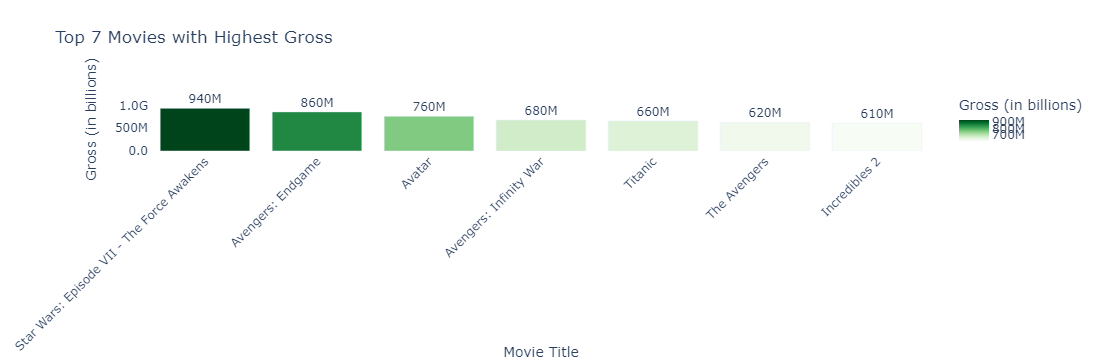 Top 7 Movies with Highest Gross
Gross (in billions)
1.0G
500M
0.0
940M
860M
760M
680M
660M
620M
610M
Star Wars: Episode VII - The Force Awakens
Avengers: Endgame
Avatar
Avengers: Infinity War
Titanic
The Avengers
Incredibles 2
Movie Title
Gross (in billions)
900M
800M
700M